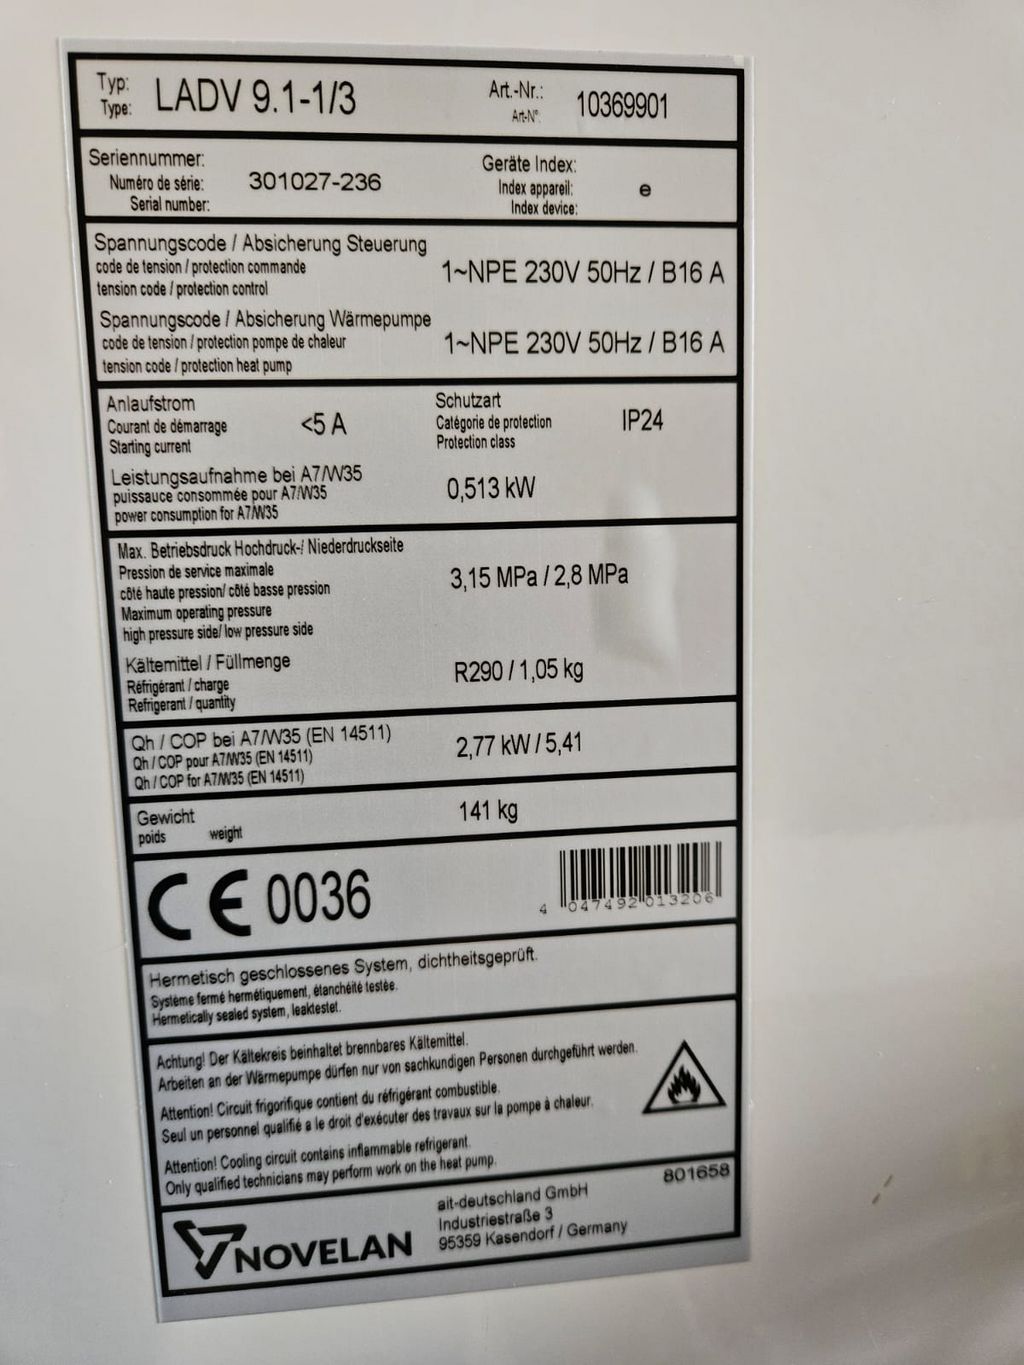 Typ: LADV 9.1-1/3 Art.-Nr.: 10369901
Type: Art-N°:
Seriennummer: Geräte Index:
Numéro de série: 301027-236 Index appareil: e
Serial number: Index device:
Spannungscode / Absicherung Steuerung
code de tension / protection commande 1~NPE 230V 50Hz / B16 A
tension code / protection control
Spannungscode / Absicherung Wärmepumpe
code de tension / protection pompe de chaleur 1~NPE 230V 50Hz / B16 A
tension code / protection heat pump
Anlaufstrom Schutzart
Courant de démarrage <5 A Catégorie de protection IP24
Starting current Protection class
Leistungsaufnahme bei A7/W35
puissauce consommée pour A7/W35 0,513 kW
power consumption for A7/W35
Max. Betriebsdruck Hochdruck-/ Niederdruckseite
Pression de service maximale 3,15 MPa / 2,8 MPa
côté haute pression/ côté basse pression
Maximum operating pressure
high pressure side/ low pressure side
Kältemittel / Füllmenge
Réfrigérant / charge R290 / 1,05 kg
Refrigerant / quantity
Qh / COP bei A7/W35 (EN 14511)
Qh / COP pour A7/W35 (EN 14511) 2,77 kW / 5,41
Qh / COP for A7/W35 (EN 14511)
Gewicht 141 kg
poids weight
CE 0036
4 047492 013206
Hermetisch geschlossenes System, dichtheitsgeprüft.
Système fermé hermétiquement, étanchéité testée.
Hermetically sealed system, leaktestet.
Achtung! Der Kältekreis beinhaltet brennbares Kältemittel.
Arbeiten an der Wärmepumpe dürfen nur von sachkundigen Personen durchgeführt werden.
Attention! Circuit frigorifique contient du réfrigérant combustible.
Seul un personnel qualifié a le droit d'exécuter des travaux sur la pompe à chaleur.
Attention! Cooling circuit contains inflammable refrigerant.
Only qualified technicians may perform work on the heat pump.
801658
NOVELAN
ait-deutschland GmbH
Industriestraße 3
95359 Kasendorf / Germany